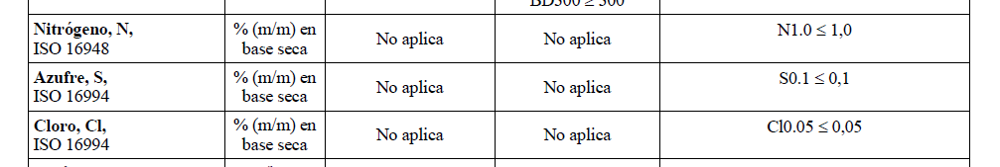 BD300 ≥ 300
Nitrógeno, N,
ISO 16948
% (m/m) en
base seca
No aplica
No aplica
N1.0 ≤ 1,0
Azufre, S,
ISO 16994
% (m/m) en
base seca
No aplica
No aplica
S0.1 ≤ 0,1
Cloro, Cl,
ISO 16994
% (m/m) en
base seca
No aplica
No aplica
Cl0.05 ≤ 0,05